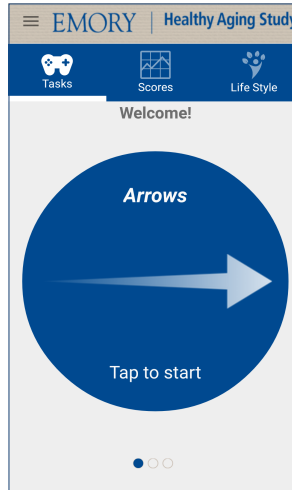 EMORY | Healthy Aging Study
Tasks Scores Life Style
Welcome!
Arrows
Tap to start